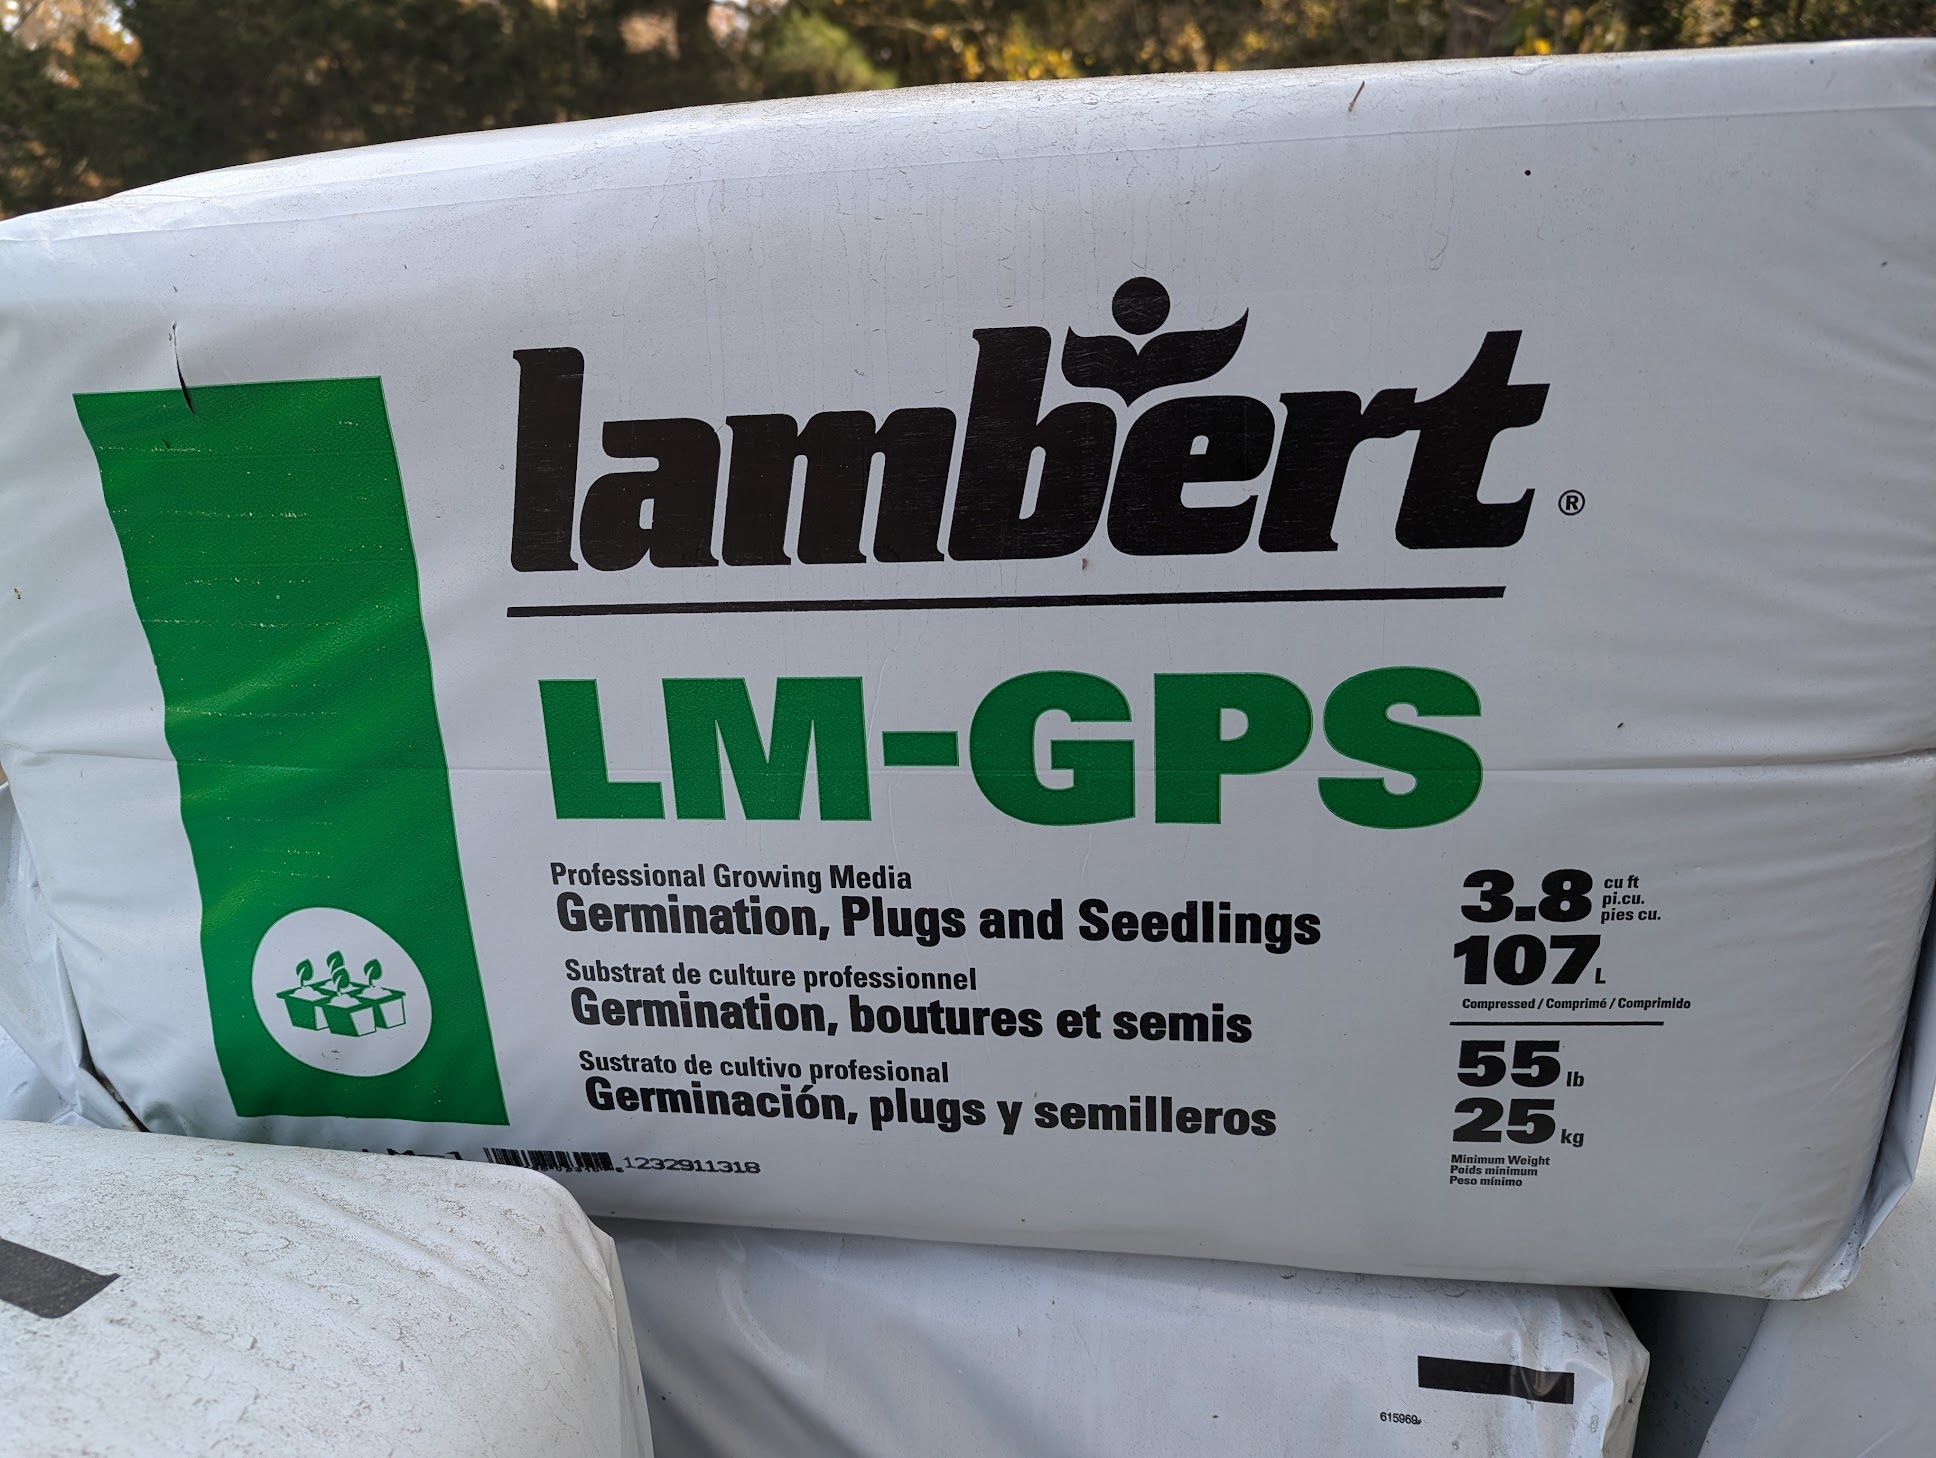 lambert®
LM-GPS
Professional Growing Media
Germination, Plugs and Seedlings
Substrat de culture professionnel
Germination, boutures et semis
Sustrato de cultivo profesional
Germinación, plugs y semilleros
3.8 cu ft
pi.cu.
pies cu.
107 L
Compressed / Comprimé / Comprimido
55 lb
25 kg
Minimum Weight
Poids minimum
Peso mínimo
1232911318